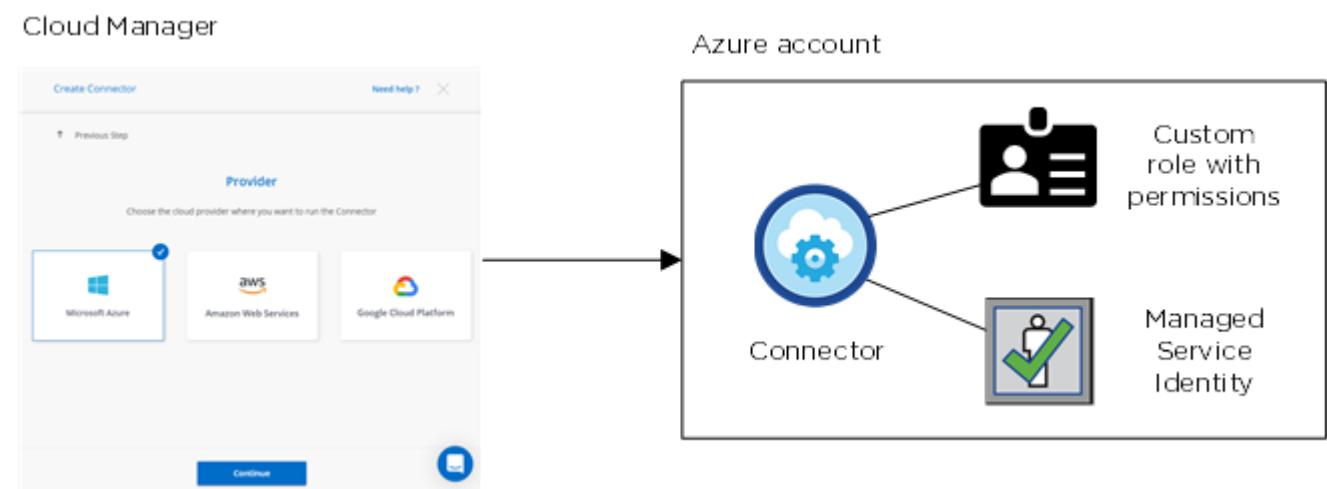 Cloud Manager
Create Connector
Need help ?
Previous Step
Provider
Choose the cloud provider where you want to run the Connector
Microsoft Azure
aws
Amazon Web Services
Google Cloud Platform
Continue
Azure account
Connector
Custom
role with
permissions
Managed
Service
Identity